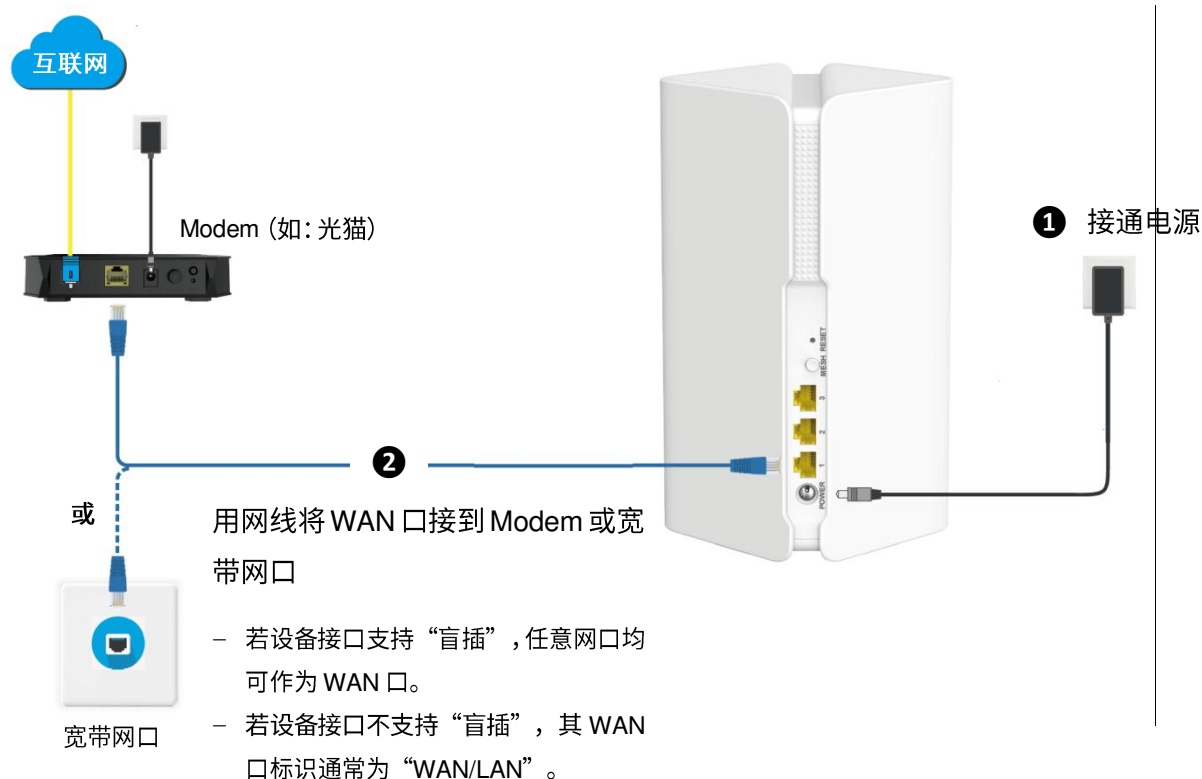 互联网
Modem（如：光猫）
❶ 接通电源
MESH RESET
3
2
1
POWER
❷
或
用网线将 WAN 口接到 Modem 或宽
带网口
– 若设备接口支持“盲插”，任意网口均
可作为 WAN 口。
– 若设备接口不支持“盲插”，其 WAN
口标识通常为“WAN/LAN”。
宽带网口